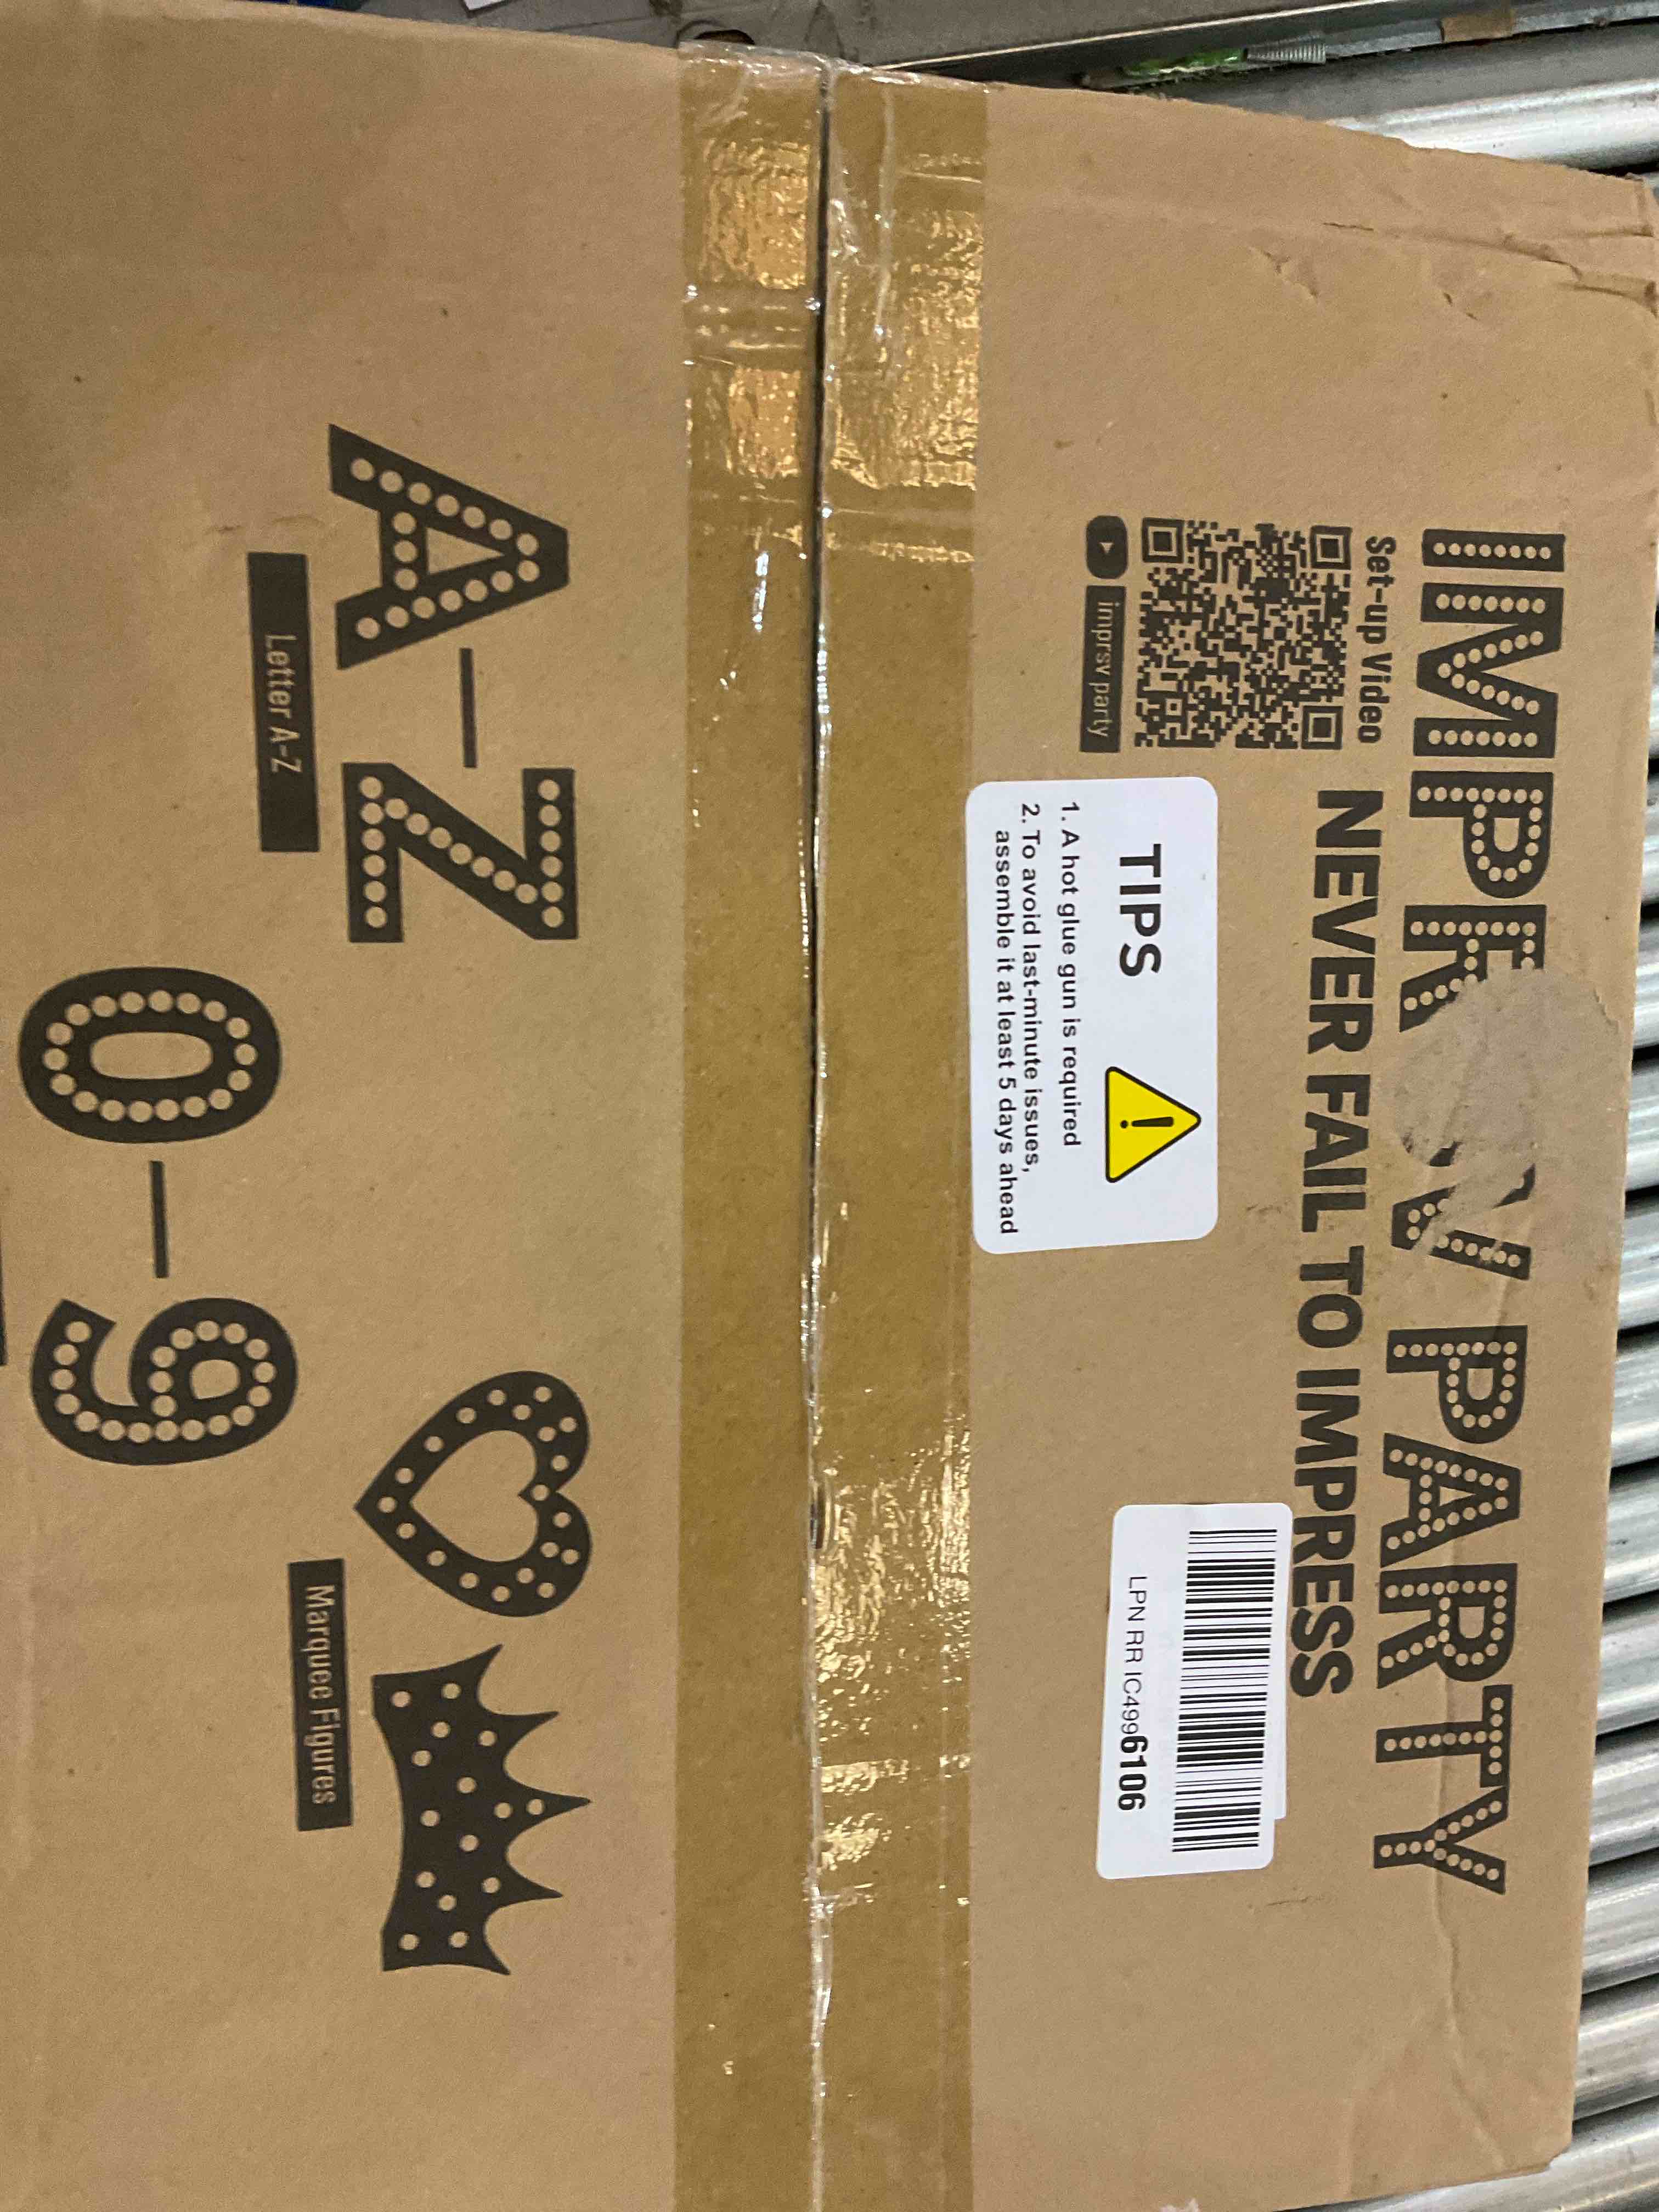 IMPR V PARTY
Set-up Video
NEVER FAIL TO IMPRESS
imprsv party
TIPS
1. A hot glue gun is required
2. To avoid last-minute issues,
assemble it at least 5 days ahead
LPN RR IC4996106
A-Z
Letter A-Z
Marquee Figures
0-9